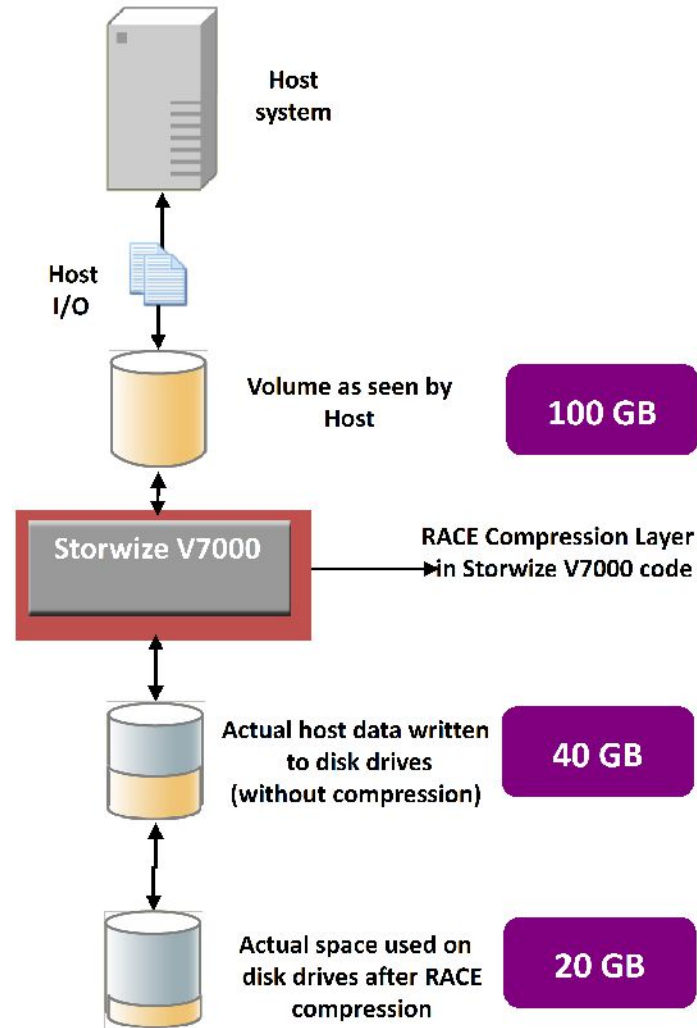 Host
system
Host
I/O
Volume as seen by
Host
100 GB
Storwize V7000
RACE Compression Layer
in Storwize V7000 code
Actual host data written
to disk drives
(without compression)
40 GB
Actual space used on
disk drives after RACE
compression
20 GB